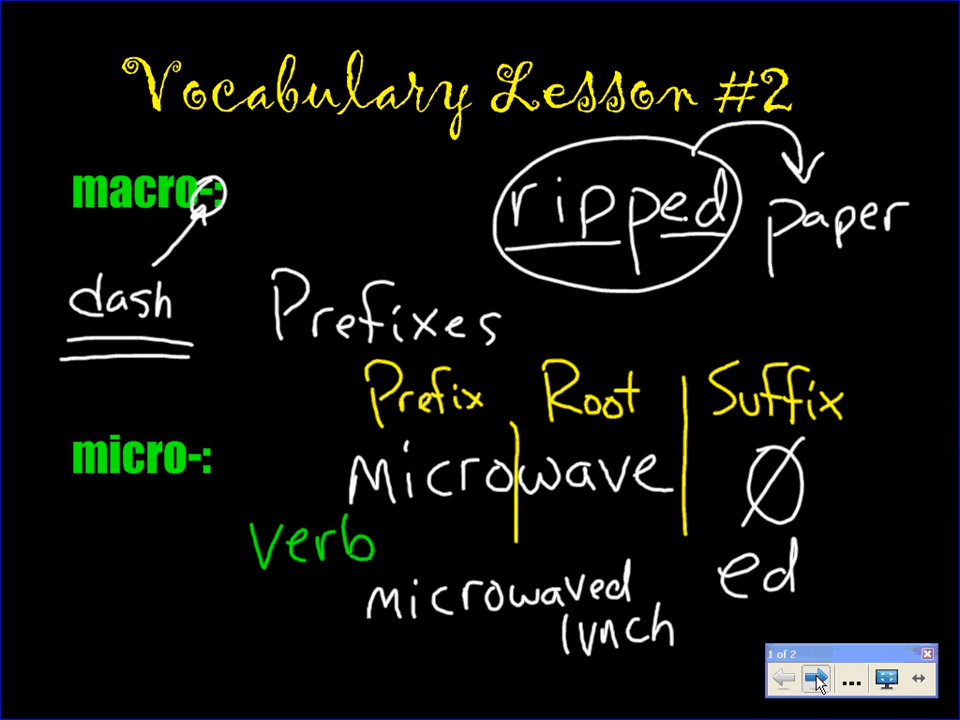 Vocabulary Lesson #2
macro-:
ripped
paper
dash
Prefixes
Prefix Root Suffix
micro-:
Microwave Ø
Verb
ed
microwaved
lunch
1 of 2
...